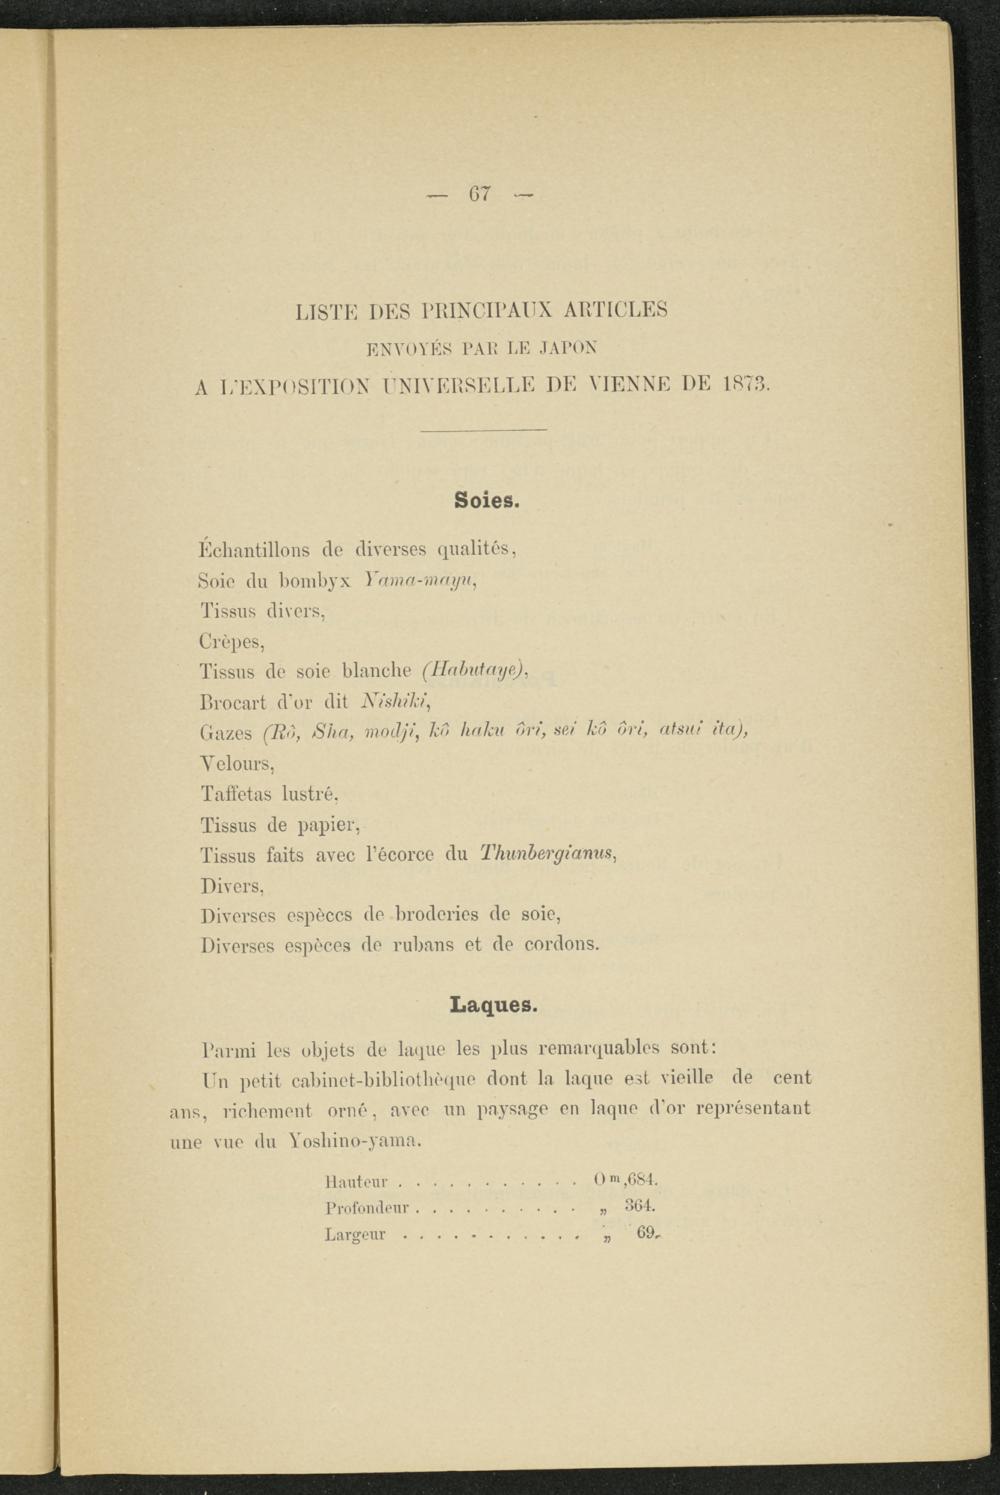 — 67 —
LISTE DES PRINCIPAUX ARTICLES
ENVOYÉS PAR LE JAPON
A L'EXPOSITION UNIVERSELLE DE VIENNE DE 1873.
Soies.
Échantillons de diverses qualités,
Soie du bombyx Yama-mayu,
Tissus divers,
Crèpes,
Tissus de soie blanche (Habutaye),
Brocart d'or dit Nishiki,
Gazes (Rô, Sha, modji, kô haku ôri, sei kô ôri, atsui ita),
Velours,
Taffetas lustré,
Tissus de papier,
Tissus faits avec l'écorce du Thunbergianus,
Divers,
Diverses espèces de broderies de soie,
Diverses espèces de rubans et de cordons.
Laques.
Parmi les objets de laque les plus remarquables sont:
Un petit cabinet-bibliothèque dont la laque est vieille de cent
ans, richement orné, avec un paysage en laque d'or représentant
une vue du Yoshino-yama.
Hauteur . . . . . . . . . . . 0 m,684.
Profondeur . . . . . . . . . . „ 364.
Largeur . . . . . . . . . . . „ 69.